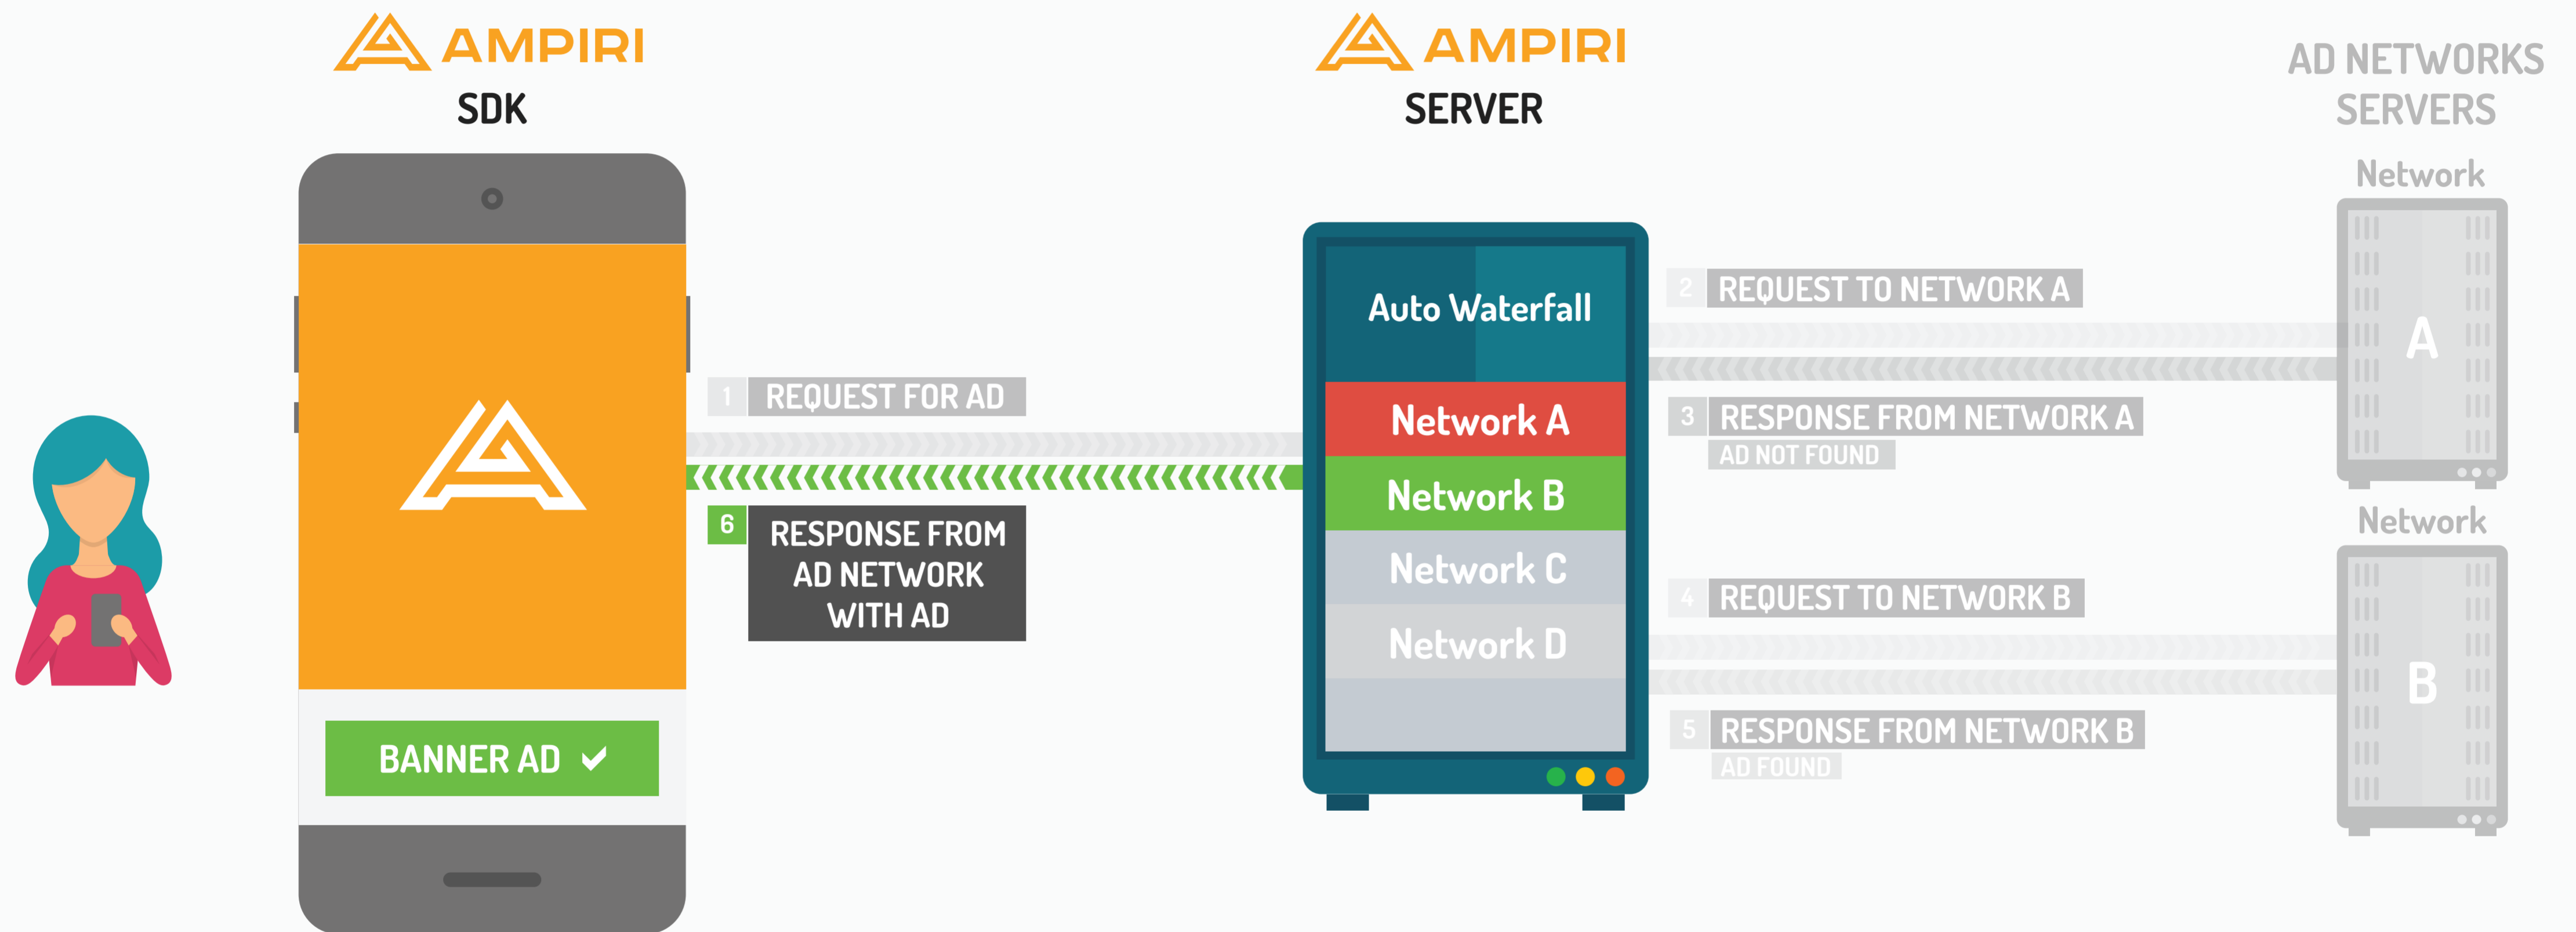 AMPIRI
SDK
AMPIRI
SERVER
AD NETWORKS
SERVERS
1 REQUEST FOR AD
6 RESPONSE FROM
AD NETWORK
WITH AD
BANNER AD
Auto Waterfall
Network A
Network B
Network C
Network D
2 REQUEST TO NETWORK A
3 RESPONSE FROM NETWORK A
AD NOT FOUND
4 REQUEST TO NETWORK B
5 RESPONSE FROM NETWORK B
AD FOUND
Network
A
Network
B